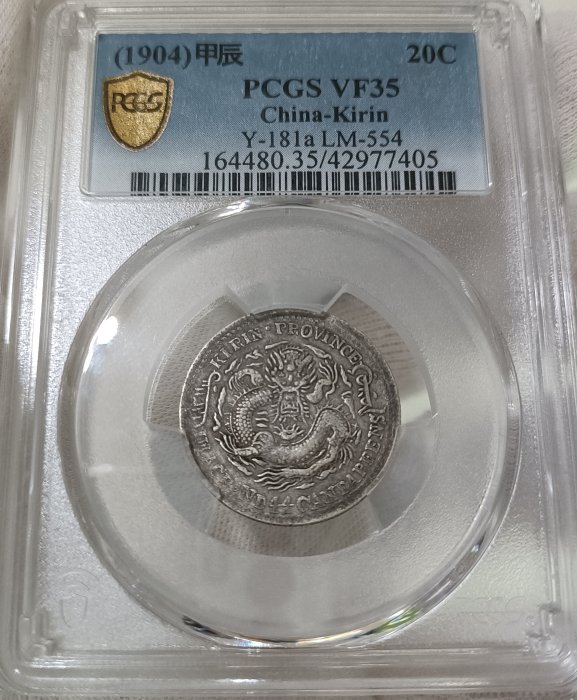 (1904)甲辰 20C
PCGS
PCGS VF35
China-Kirin
Y-181a LM-554
164480.35/42977405
KIRIN · PROVINCE